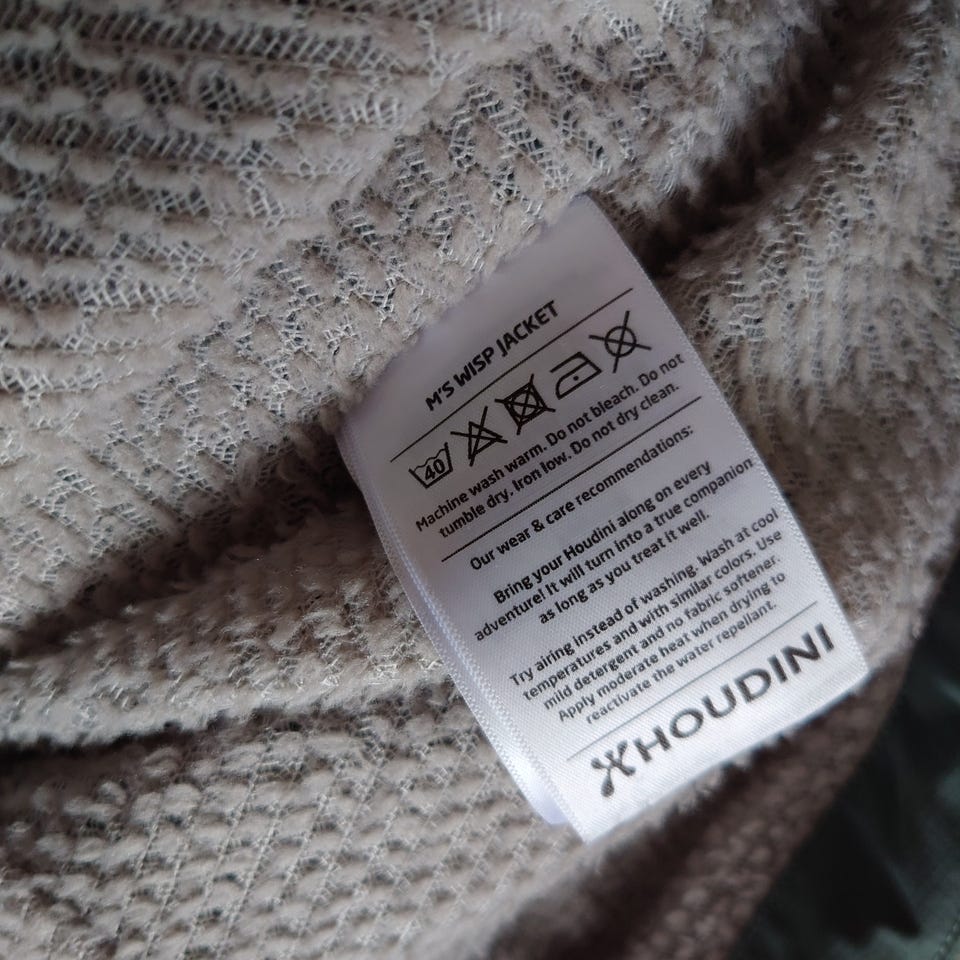 M'S WISP JACKET
40
Machine wash warm. Do not bleach. Do not
tumble dry. Iron low. Do not dry clean.
Our wear & care recommendations:
Bring your Houdini along on every
adventure! It will turn into a true companion
as long as you treat it well.
Try airing instead of washing. Wash at cool
temperatures and with similar colors. Use
mild detergent and no fabric softener.
Apply moderate heat when drying to
reactivate the water repellant.
HOUDINI